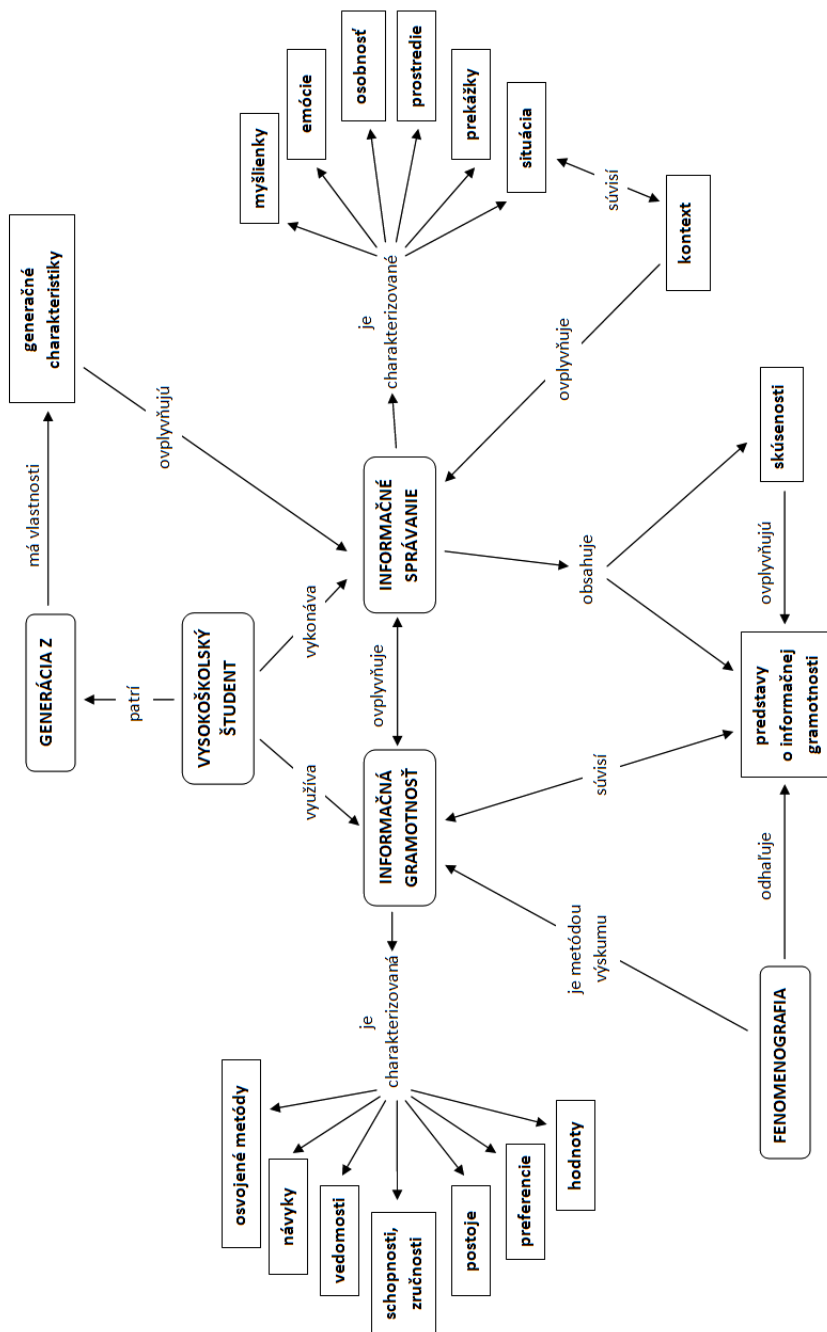 GENERÁCIA Z
má vlastnosti
generačné
charakteristiky
patrí
ovplyvňujú
VYSOKOŠKOLSKÝ
ŠTUDENT
využíva
vykonáva
osvojené metódy
návyky
vedomosti
schopnosti,
zručnosti
postoje
preferencie
hodnoty
je
charakterizovaná
INFORMAČNÁ
GRAMOTNOSŤ
ovplyvňuje
INFORMAČNÉ
SPRÁVANIE
je
charakterizované
myšlienky
emócie
osobnosť
prostredie
prekážky
situácia
súvisí
kontext
ovplyvňuje
obsahuje
súvisí
je metódou
výskumu
FENOMENOGRAFIA
odhaľuje
predstavy
o informačnej
gramotnosti
ovplyvňujú
skúsenosti